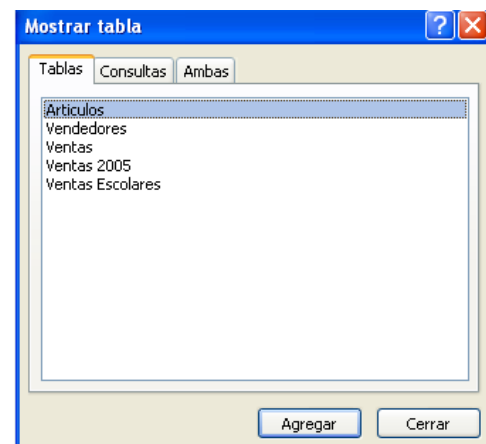 Mostrar tabla
Tablas Consultas Ambas
Articulos
Vendedores
Ventas
Ventas 2005
Ventas Escolares
Agregar Cerrar